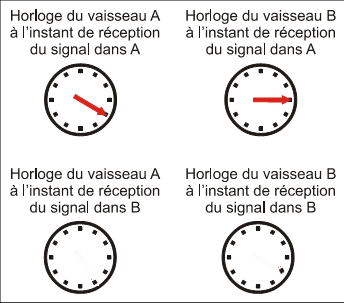 Horloge du vaisseau A
à l'instant de réception
du signal dans A
Horloge du vaisseau B
à l'instant de réception
du signal dans A
Horloge du vaisseau A
à l'instant de réception
du signal dans B
Horloge du vaisseau B
à l'instant de réception
du signal dans B